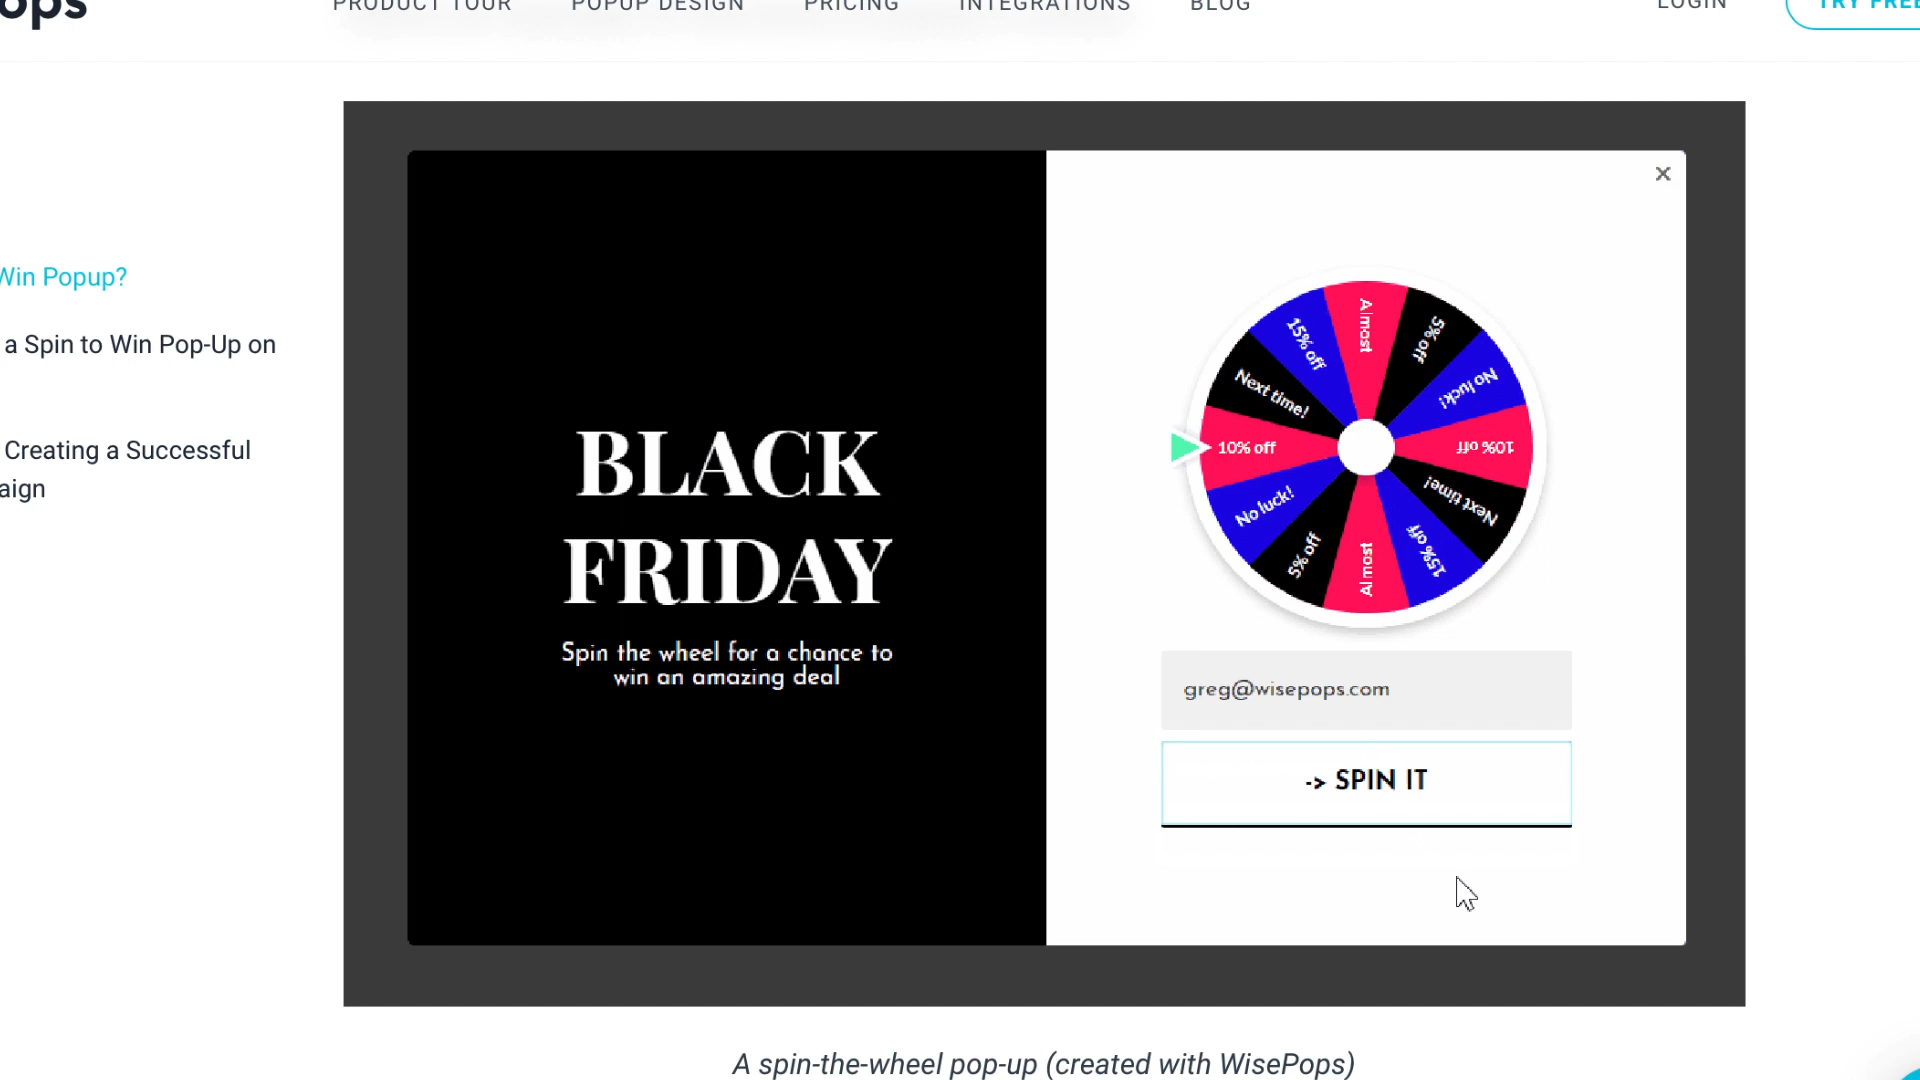 ops
PRODUCT TOUR POPUP DESIGN PRICING INTEGRATIONS BLOG LOGIN TRY FREE
Win Popup?
a Spin to Win Pop-Up on
Creating a Successful
aign
×
BLACK
FRIDAY
Spin the wheel for a chance to
win an amazing deal
Almost
5% off
No luck!
10% off
Next time!
15% off
Almost
5% off
No luck!
10% off
Next time!
15% off
greg@wisepops.com
-> SPIN IT
A spin-the-wheel pop-up (created with WisePops)